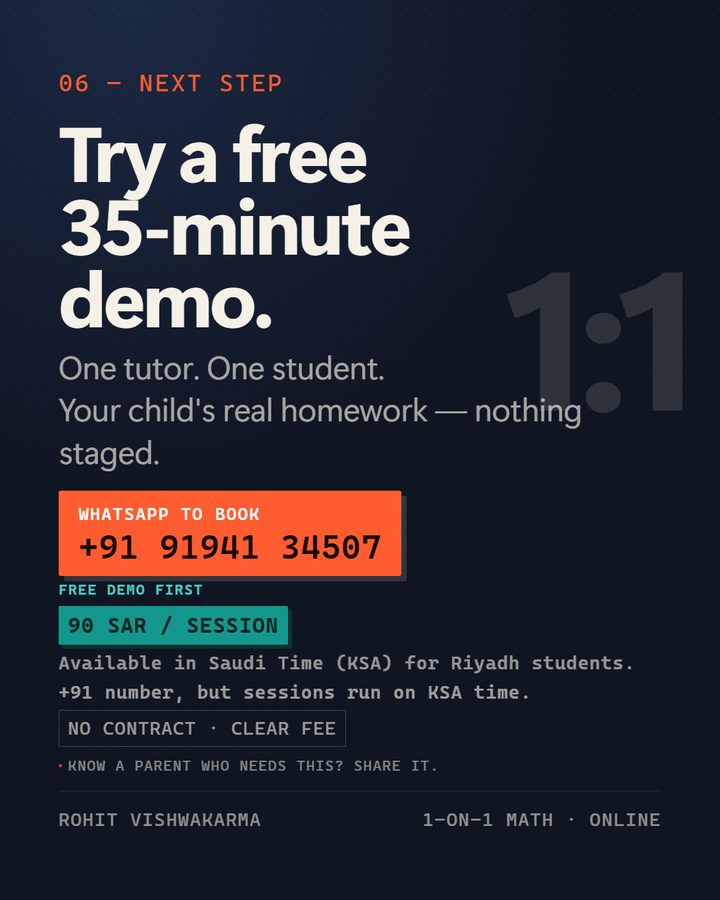 06 — NEXT STEP
Try a free
35-minute
demo.
1:1
One tutor. One student.
Your child's real homework — nothing
staged.
WHATSAPP TO BOOK
+91 91941 34507
FREE DEMO FIRST
90 SAR / SESSION
Available in Saudi Time (KSA) for Riyadh students.
+91 number, but sessions run on KSA time.
NO CONTRACT · CLEAR FEE
· KNOW A PARENT WHO NEEDS THIS? SHARE IT.
ROHIT VISHWAKARMA
1—ON—1 MATH · ONLINE